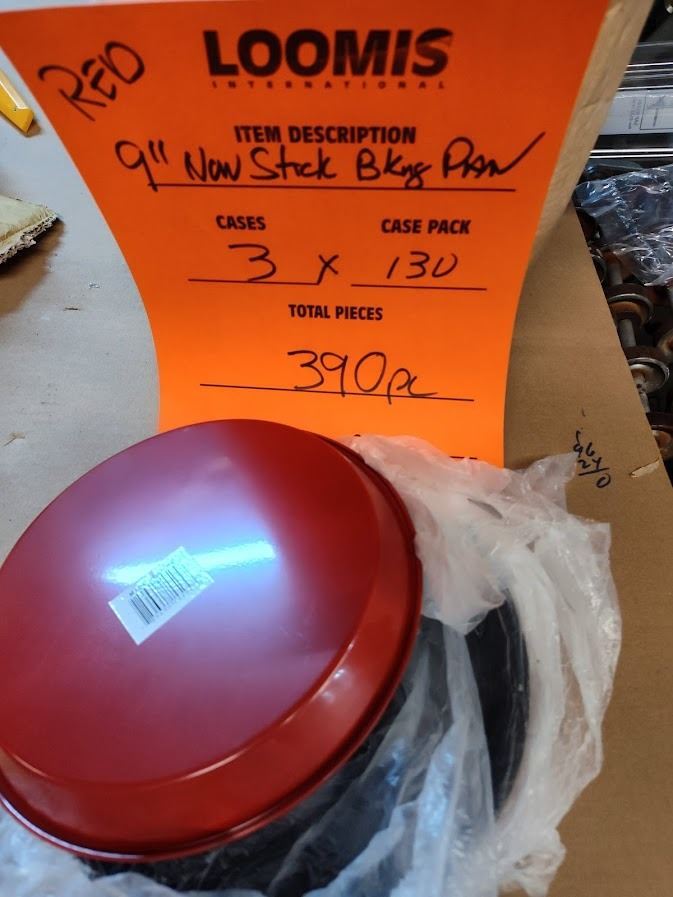 RED
LOOMIS
INTERNATIONAL
ITEM DESCRIPTION
9" Non Stick Bkng Pan
CASES CASE PACK
3 x 130
TOTAL PIECES
390pc